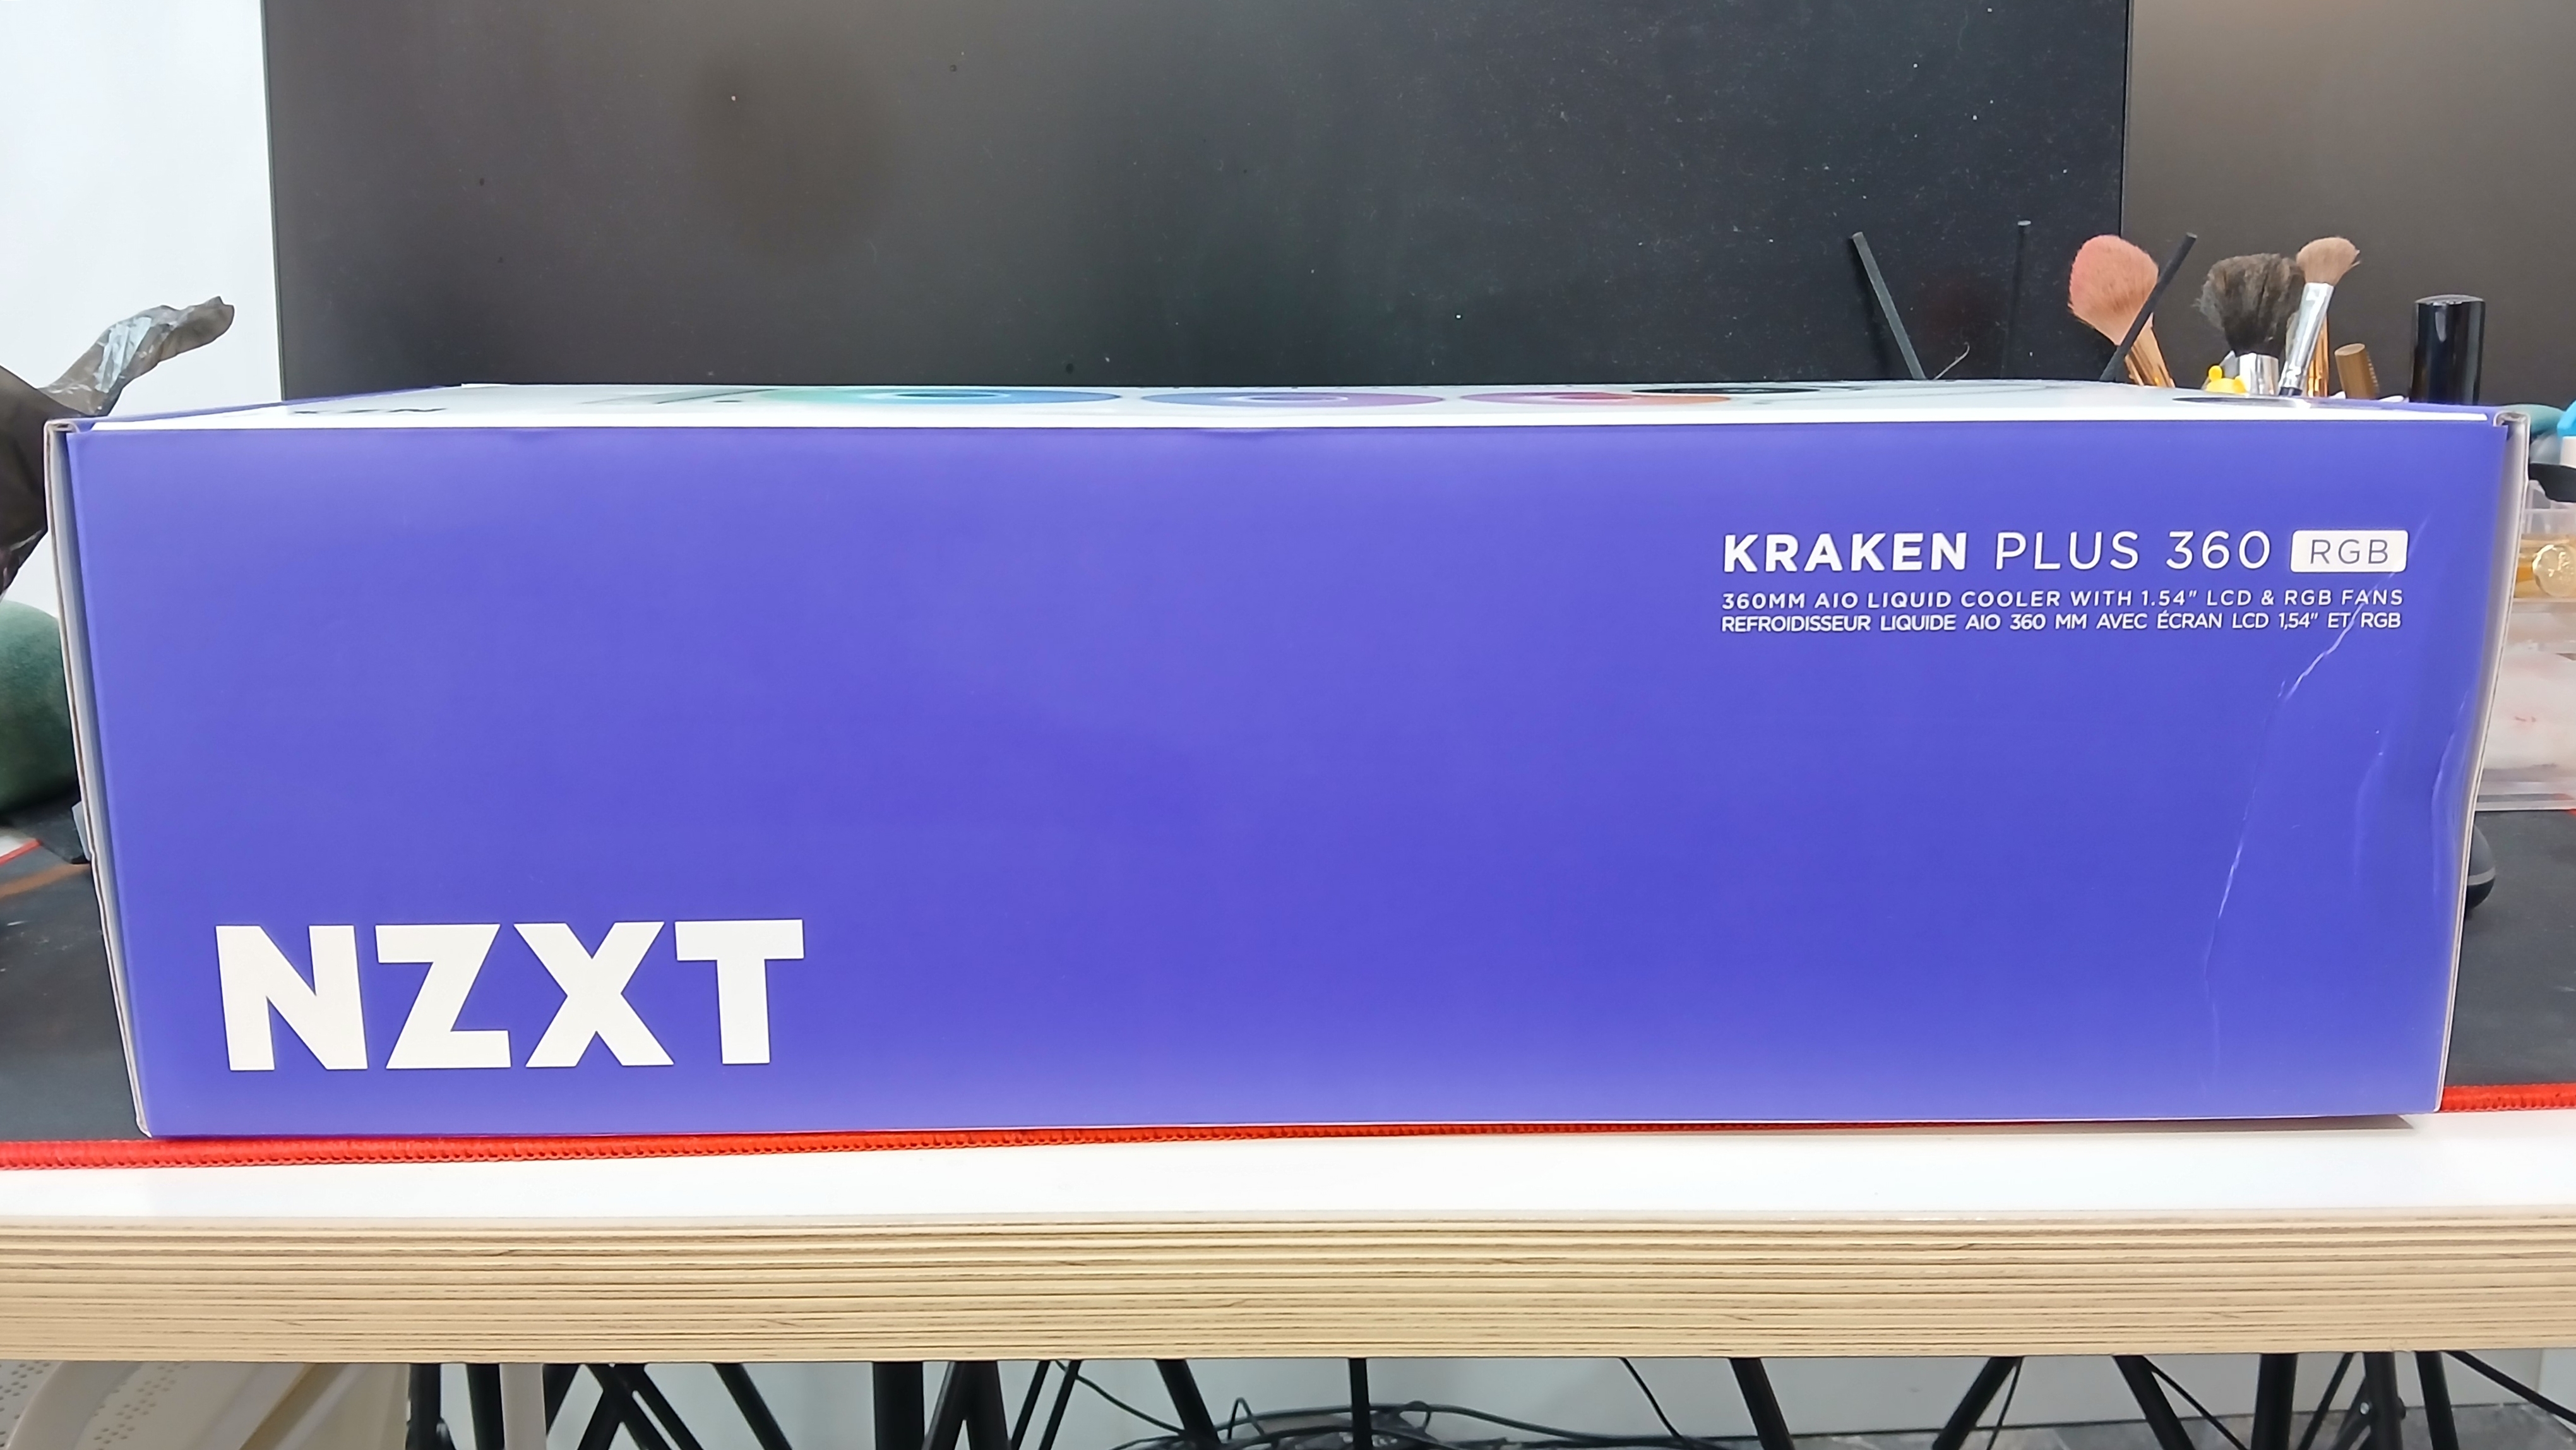 KRAKEN PLUS 360 RGB
360MM AIO LIQUID COOLER WITH 1.54" LCD & RGB FANS
REFROIDISSEUR LIQUIDE AIO 360 MM AVEC ÉCRAN LCD 1,54" ET RGB
NZXT